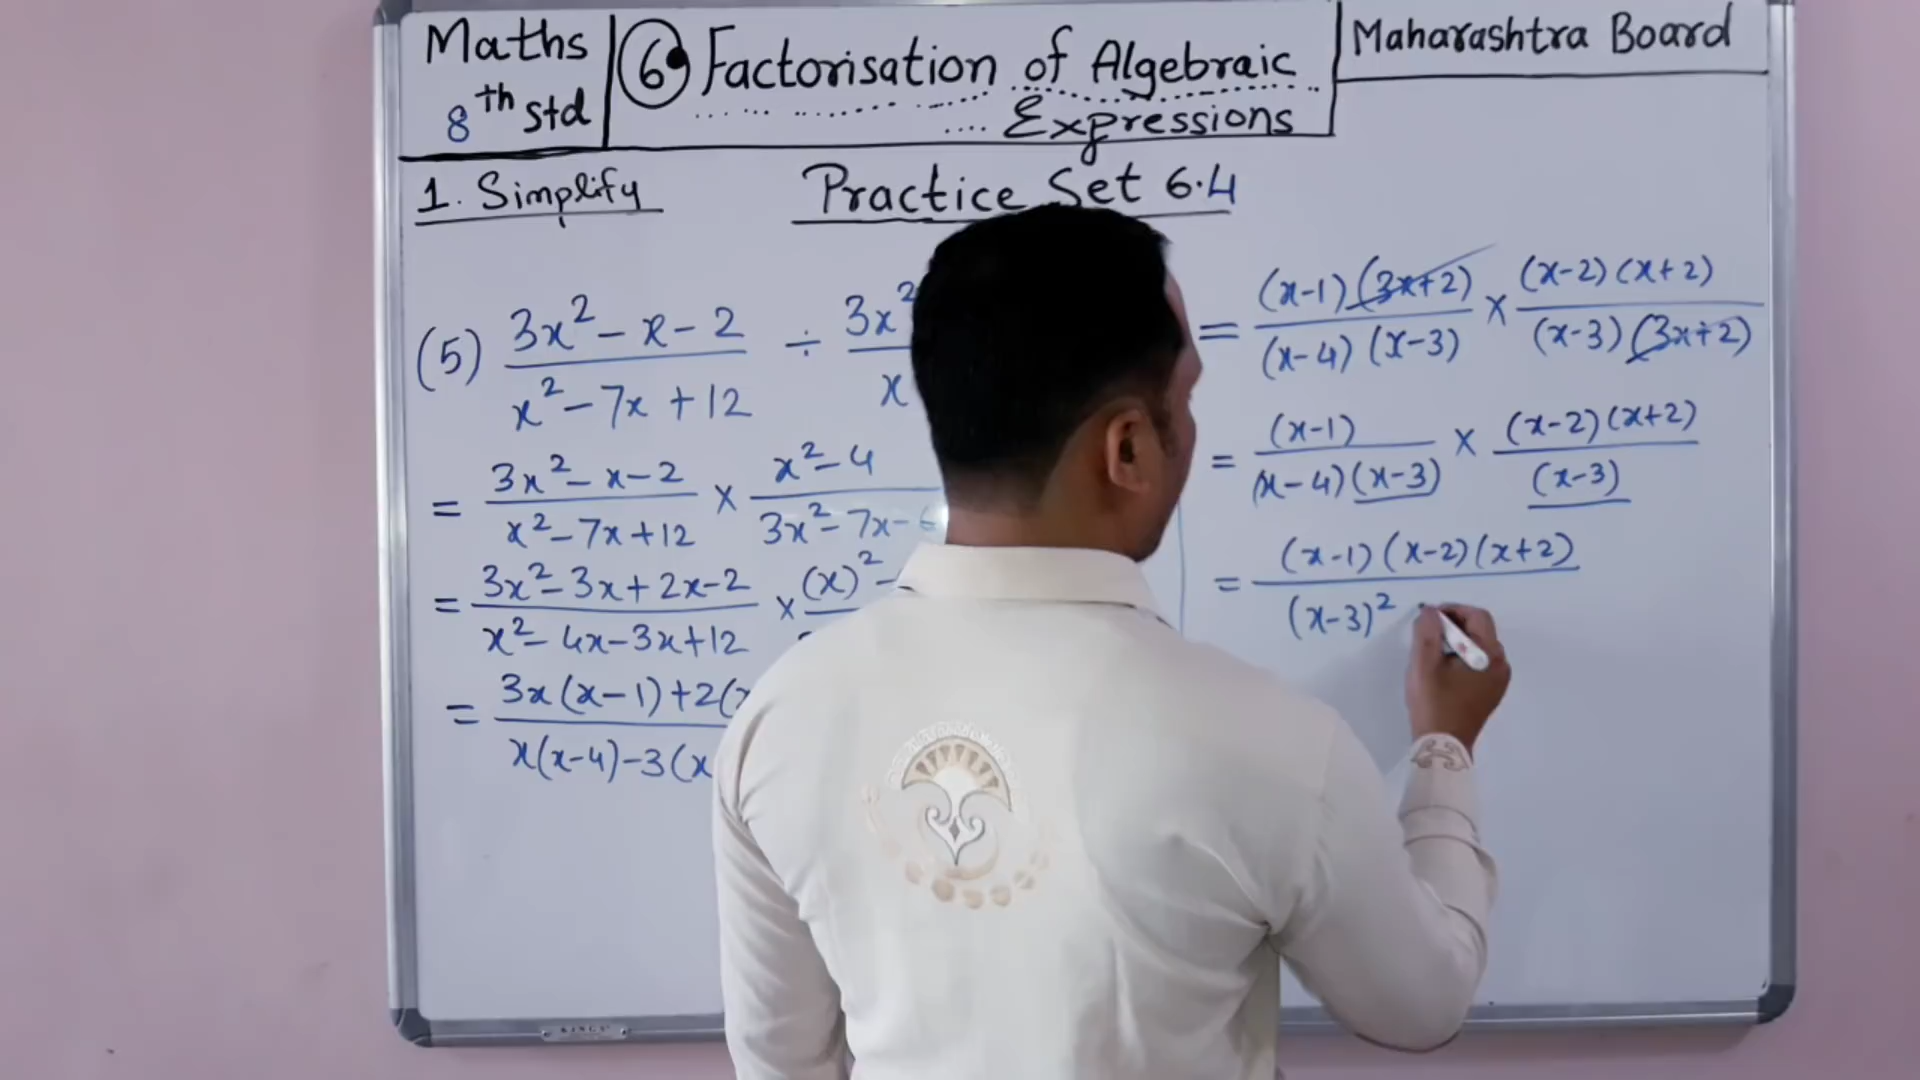 Maths
8th std
6. Factorisation of Algebraic
Expressions
Maharashtra Board
1. Simplify
Practice Set 6.4
(5) (3x² - x - 2)/(x² - 7x + 12) ÷ 3x² / x
= (3x² - x - 2)/(x² - 7x + 12) × (x² - 4)/(3x² - 7x - 6
= (3x² - 3x + 2x - 2)/(x² - 4x - 3x + 12) × (x)² -
= 3x(x-1)+2( / x(x-4)-3(x
= (x-1)(3x+2)/(x-4)(x-3) × (x-2)(x+2)/(x-3)(3x+2)
= (x-1)/(x-4)(x-3) × (x-2)(x+2)/(x-3)
= (x-1)(x-2)(x+2)/(x-3)²
KINGS